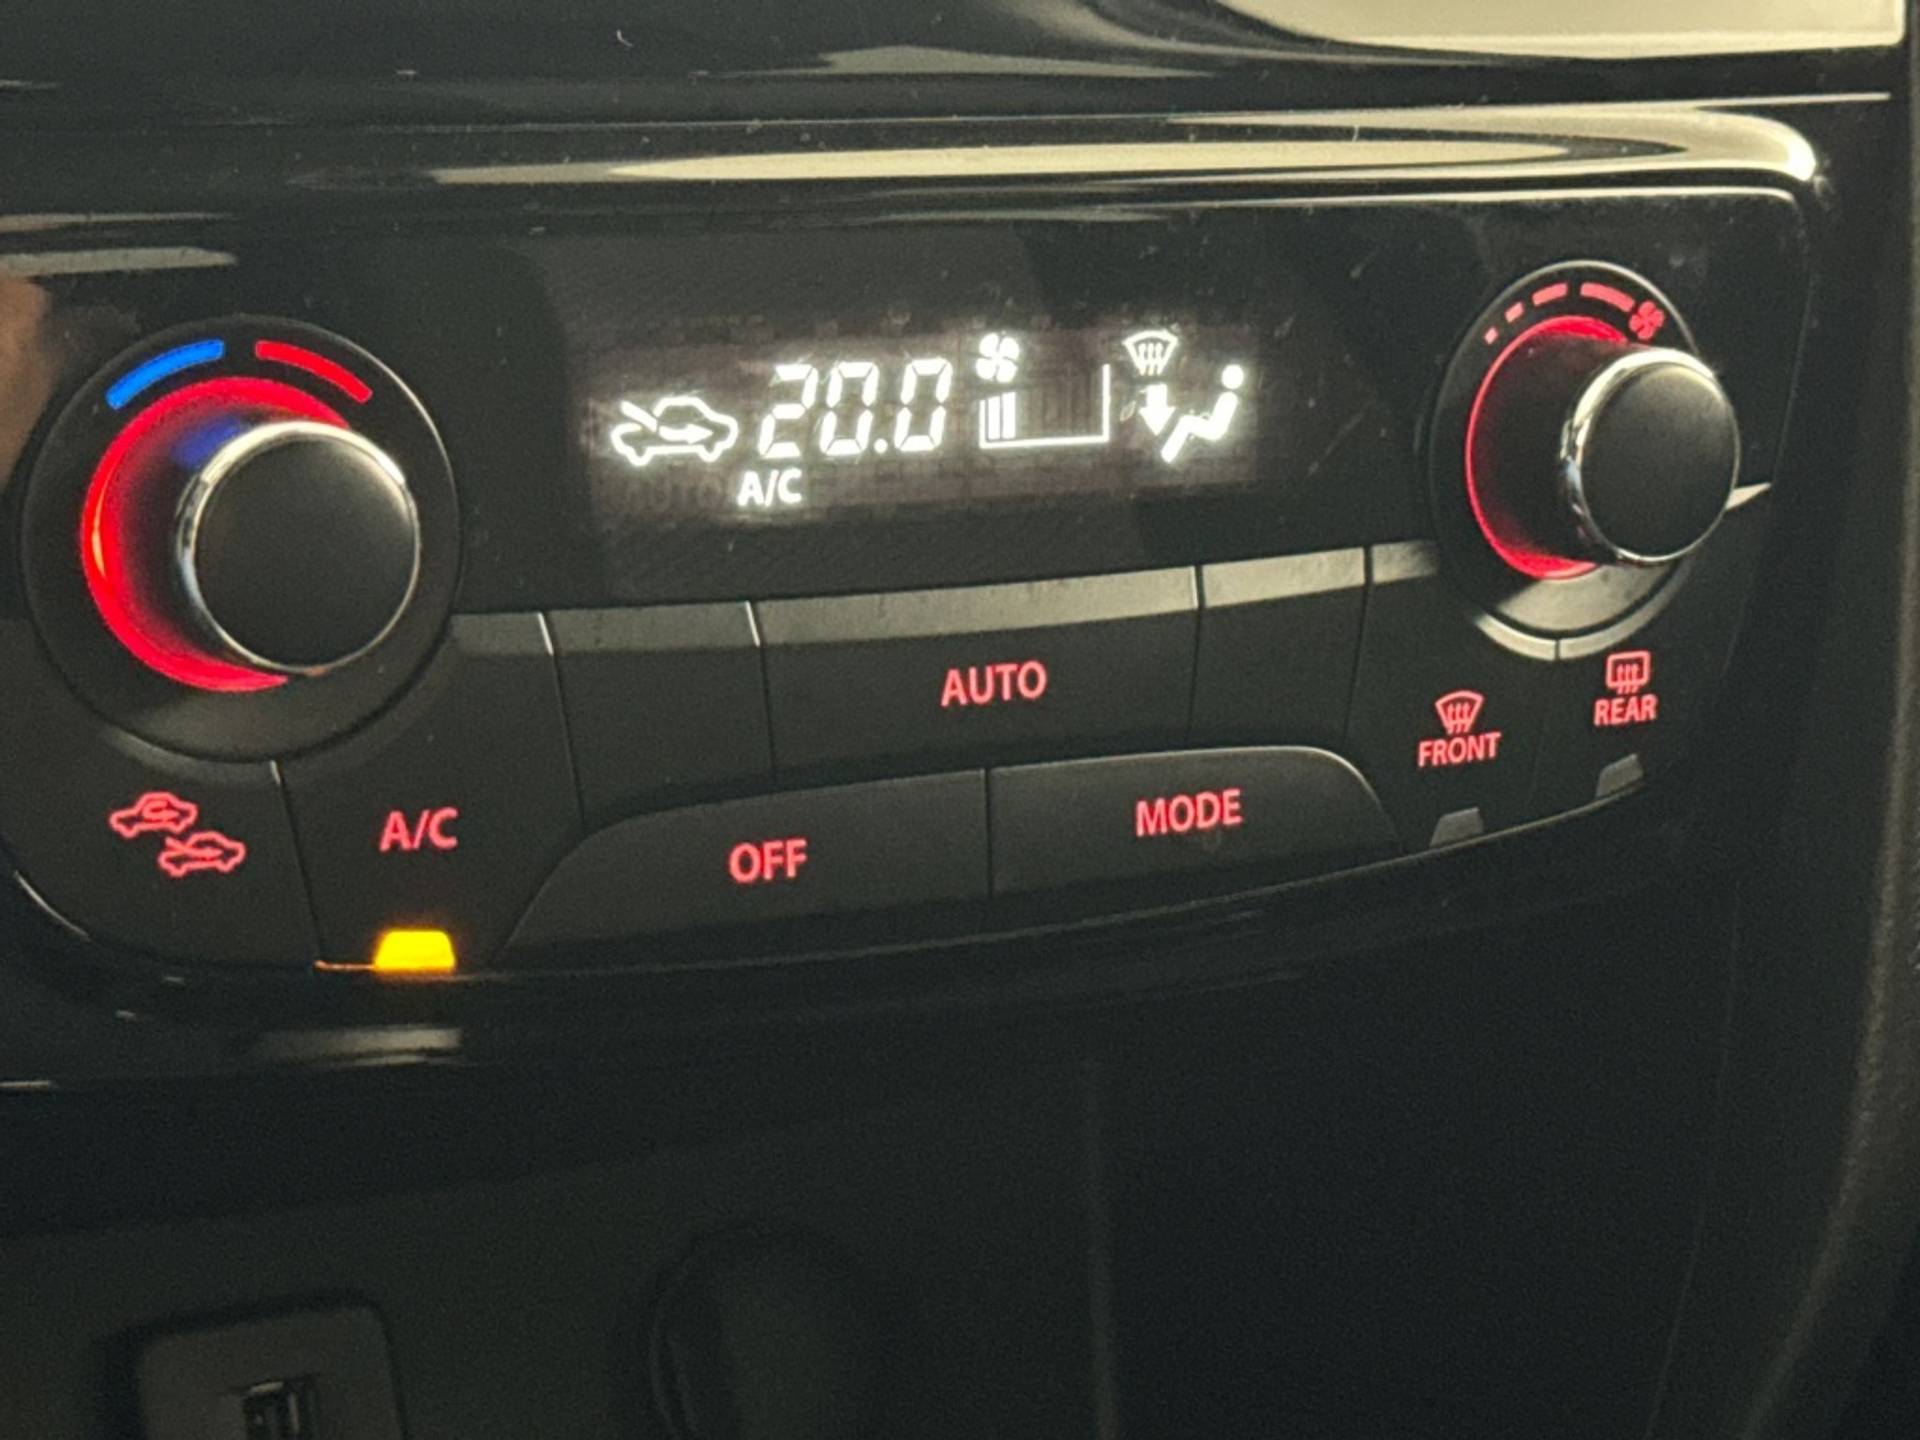 20.0
A/C
AUTO
FRONT
REAR
A/C
OFF
MODE